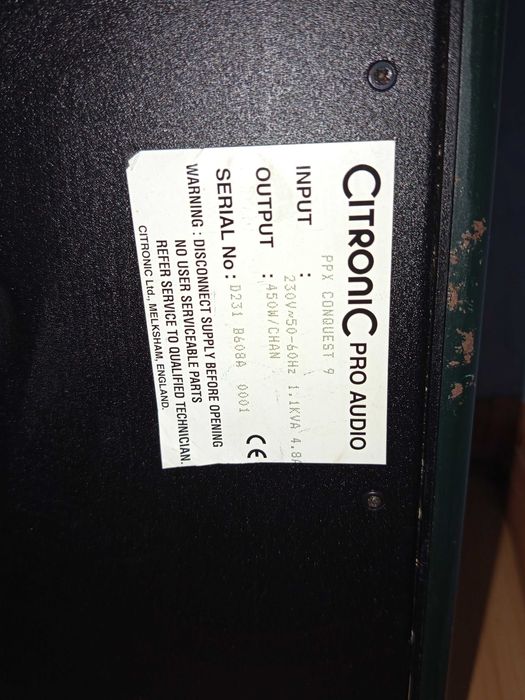 CITRONIC PRO AUDIO
PPX CONQUEST 9
INPUT : 230V~50-60Hz 1.1KVA 4.8A
OUTPUT : 450W/CHAN
SERIAL No: D231 B608A 0001
CE
WARNING : DISCONNECT SUPPLY BEFORE OPENING
NO USER SERVICEABLE PARTS
REFER SERVICE TO QUALIFIED TECHNICIAN.
CITRONIC Ltd., MELKSHAM, ENGLAND.